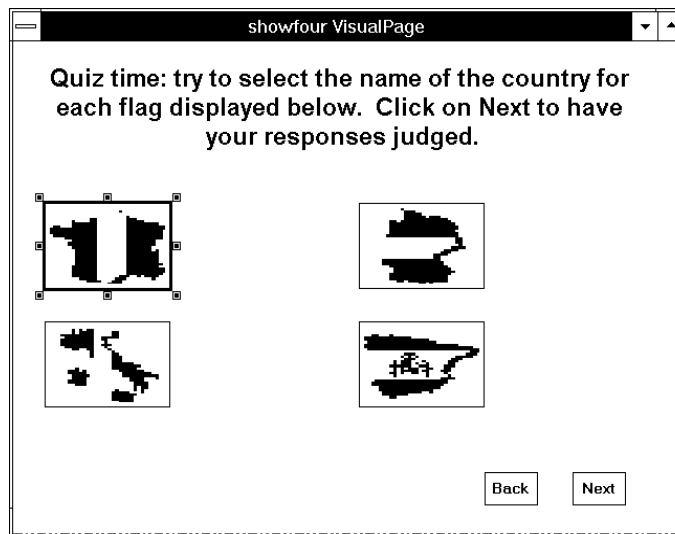 showfour VisualPage
Quiz time: try to select the name of the country for
each flag displayed below.  Click on Next to have
your responses judged.
Back
Next